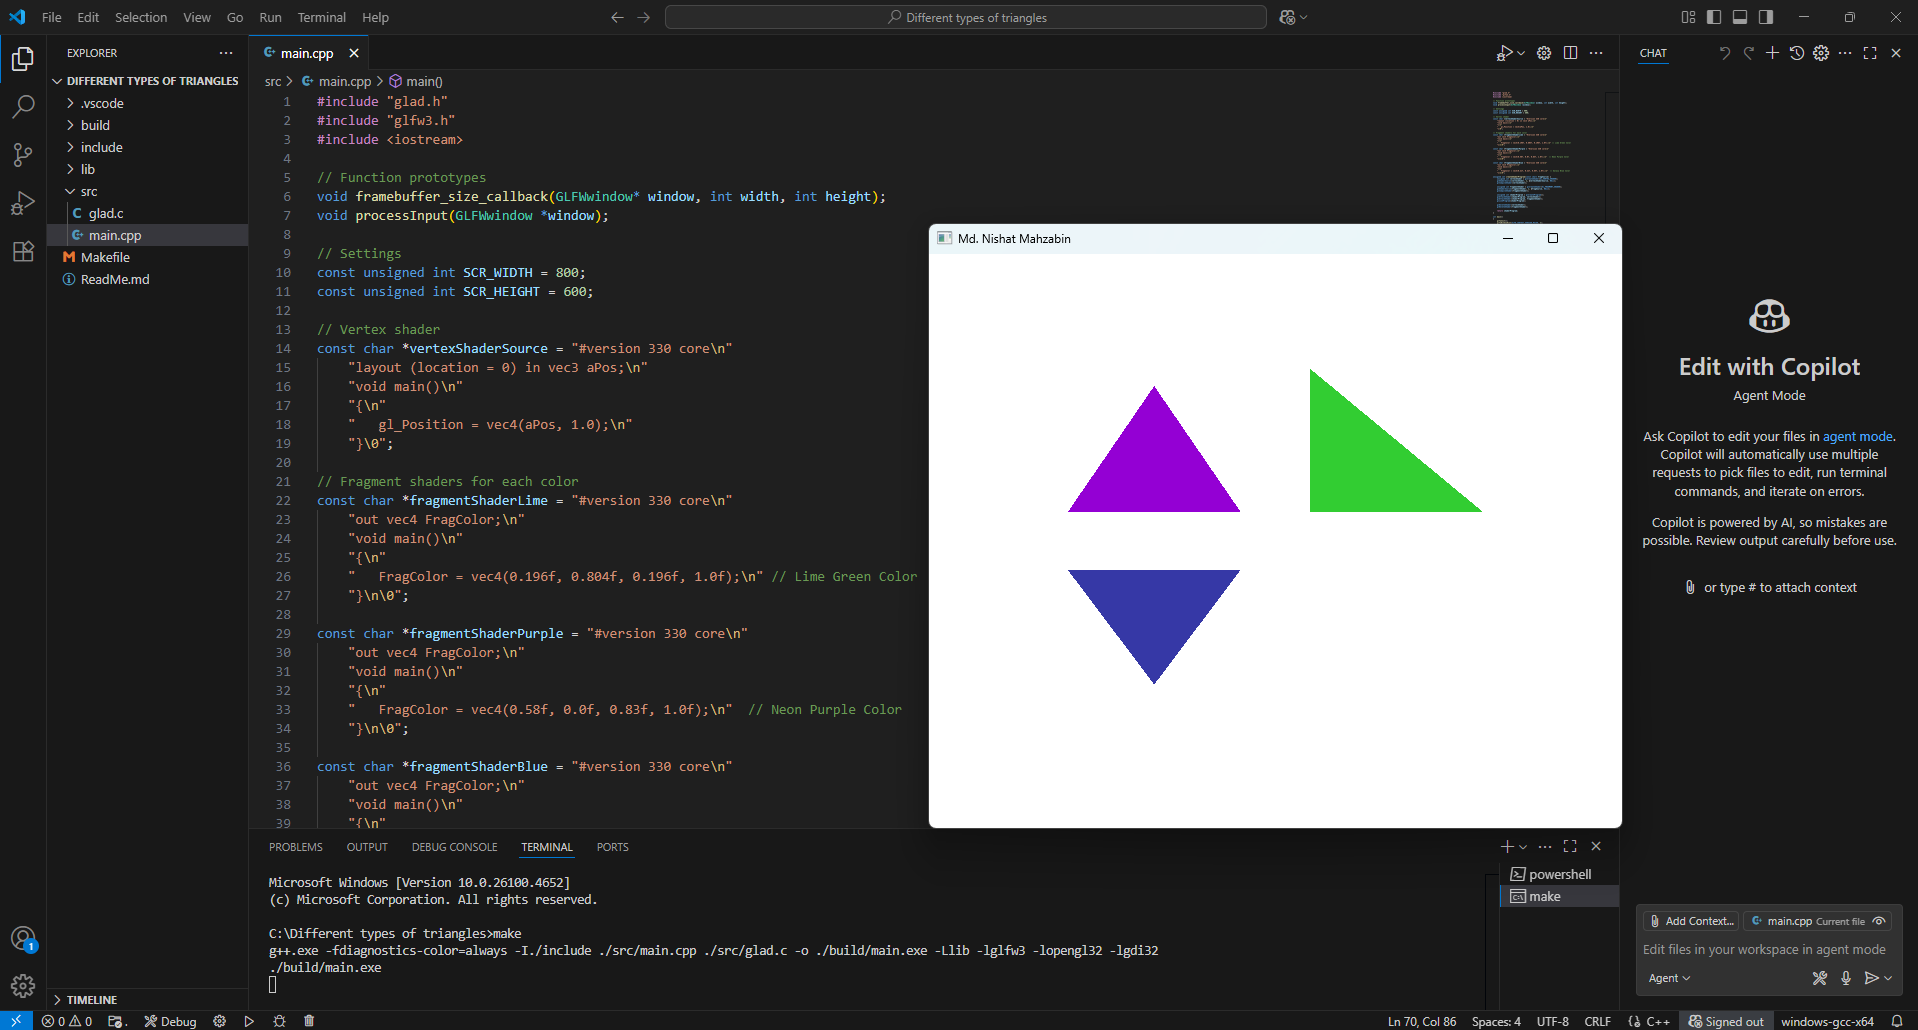 File Edit Selection View Go Run Terminal Help
Different types of triangles
EXPLORER
DIFFERENT TYPES OF TRIANGLES
.vscode
build
include
lib
src
glad.c
main.cpp
Makefile
ReadMe.md
TIMELINE
main.cpp
src > main.cpp > main()
1 #include "glad.h"
2 #include "glfw3.h"
3 #include <iostream>
4
5 // Function prototypes
6 void framebuffer_size_callback(GLFWwindow* window, int width, int height);
7 void processInput(GLFWwindow *window);
8
9 // Settings
10 const unsigned int SCR_WIDTH = 800;
11 const unsigned int SCR_HEIGHT = 600;
12
13 // Vertex shader
14 const char *vertexShaderSource = "#version 330 core\n"
15 "layout (location = 0) in vec3 aPos;\n"
16 "void main()\n"
17 "{\n"
18 "   gl_Position = vec4(aPos, 1.0);\n"
19 "}\0";
20
21 // Fragment shaders for each color
22 const char *fragmentShaderLime = "#version 330 core\n"
23 "out vec4 FragColor;\n"
24 "void main()\n"
25 "{\n"
26 "   FragColor = vec4(0.196f, 0.804f, 0.196f, 1.0f);\n" // Lime Green Color
27 "}\n\0";
28
29 const char *fragmentShaderPurple = "#version 330 core\n"
30 "out vec4 FragColor;\n"
31 "void main()\n"
32 "{\n"
33 "   FragColor = vec4(0.58f, 0.0f, 0.83f, 1.0f);\n"  // Neon Purple Color
34 "}\n\0";
35
36 const char *fragmentShaderBlue = "#version 330 core\n"
37 "out vec4 FragColor;\n"
38 "void main()\n"
39 "{\n"
Md. Nishat Mahzabin
PROBLEMS OUTPUT DEBUG CONSOLE TERMINAL PORTS
Microsoft Windows [Version 10.0.26100.4652]
(c) Microsoft Corporation. All rights reserved.
C:\Different types of triangles>make
g++.exe -fdiagnostics-color=always -I./include ./src/main.cpp ./src/glad.c -o ./build/main.exe -Llib -lglfw3 -lopengl32 -lgdi32
./build/main.exe
powershell
make
CHAT
Edit with Copilot
Agent Mode
Ask Copilot to edit your files in agent mode.
Copilot will automatically use multiple
requests to pick files to edit, run terminal
commands, and iterate on errors.
Copilot is powered by AI, so mistakes are
possible. Review output carefully before use.
or type # to attach context
Add Context... main.cpp Current file
Edit files in your workspace in agent mode
Agent
1
0 0 Debug
Ln 70, Col 86 Spaces: 4 UTF-8 CRLF {} C++ Signed out windows-gcc-x64